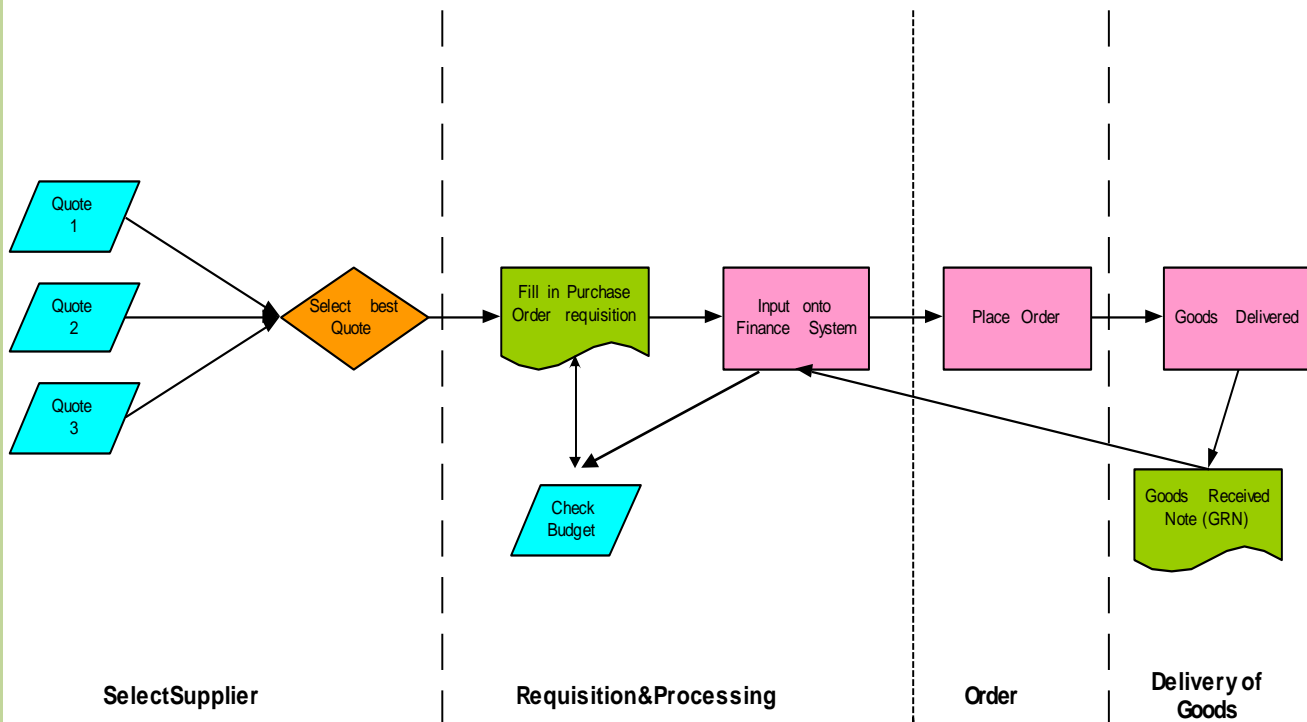 Quote
1
Quote
2
Quote
3
Select best
Quote
Fill in Purchase
Order requisition
Input onto
Finance System
Place Order
Goods Delivered
Check
Budget
Goods Received
Note (GRN)
SelectSupplier
Requisition&Processing
Order
Delivery of
Goods